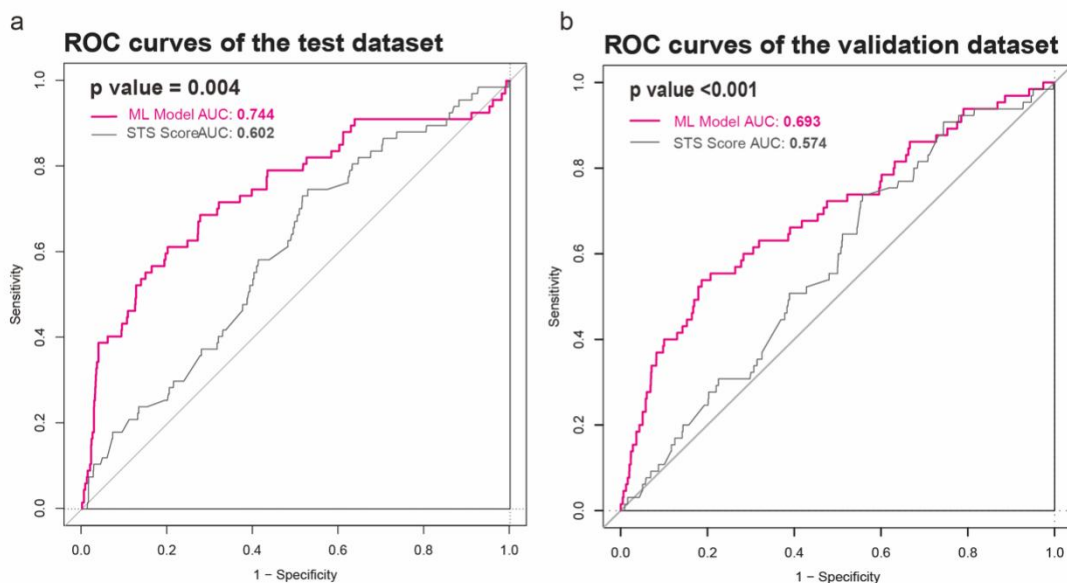 a
ROC curves of the test dataset
p value = 0.004
ML Model AUC: 0.744
STS ScoreAUC: 0.602
Sensitivity
1.0
0.8
0.6
0.4
0.2
0.0
0.0 0.2 0.4 0.6 0.8 1.0
1 − Specificity
b
ROC curves of the validation dataset
p value <0.001
ML Model AUC: 0.693
STS Score AUC: 0.574
Sensitivity
1.0
0.8
0.6
0.4
0.2
0.0
0.0 0.2 0.4 0.6 0.8 1.0
1 − Specificity